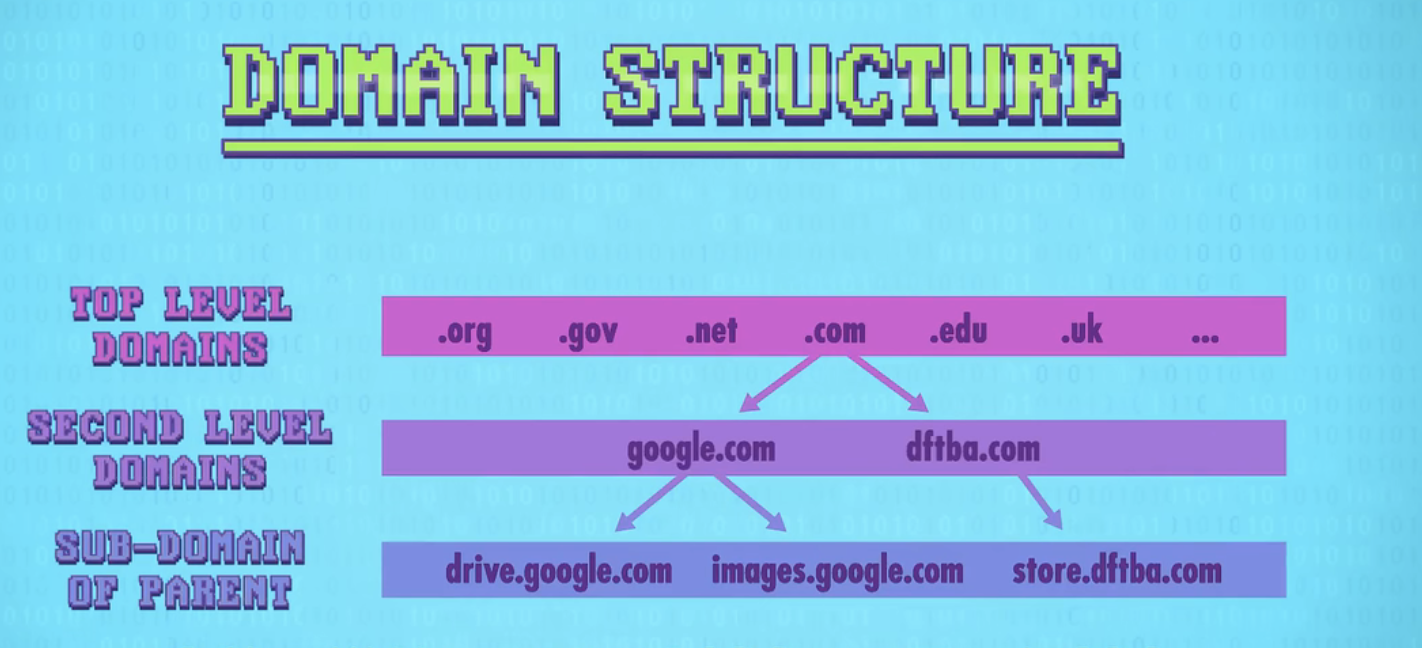 DOMAIN STRUCTURE
TOP LEVEL
DOMAINS
.org .gov .net .com .edu .uk ...
SECOND LEVEL
DOMAINS
google.com dftba.com
SUB-DOMAIN
OF PARENT
drive.google.com images.google.com store.dftba.com